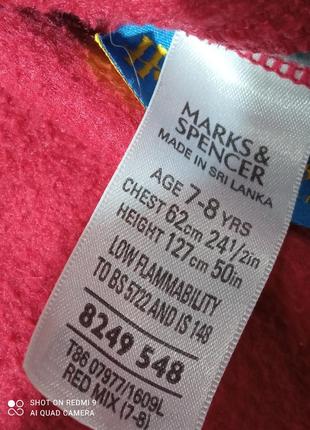 MARKS &
SPENCER
MADE IN SRI LANKA
AGE 7-8 YRS
CHEST 62cm 24½in
HEIGHT 127cm 50in
LOW FLAMMABILITY
TO BS 5722 AND IS 148
8249 548
T86 07977/1609L
RED MIX (7-8)
SHOT ON REDMI 9
AI QUAD CAMERA